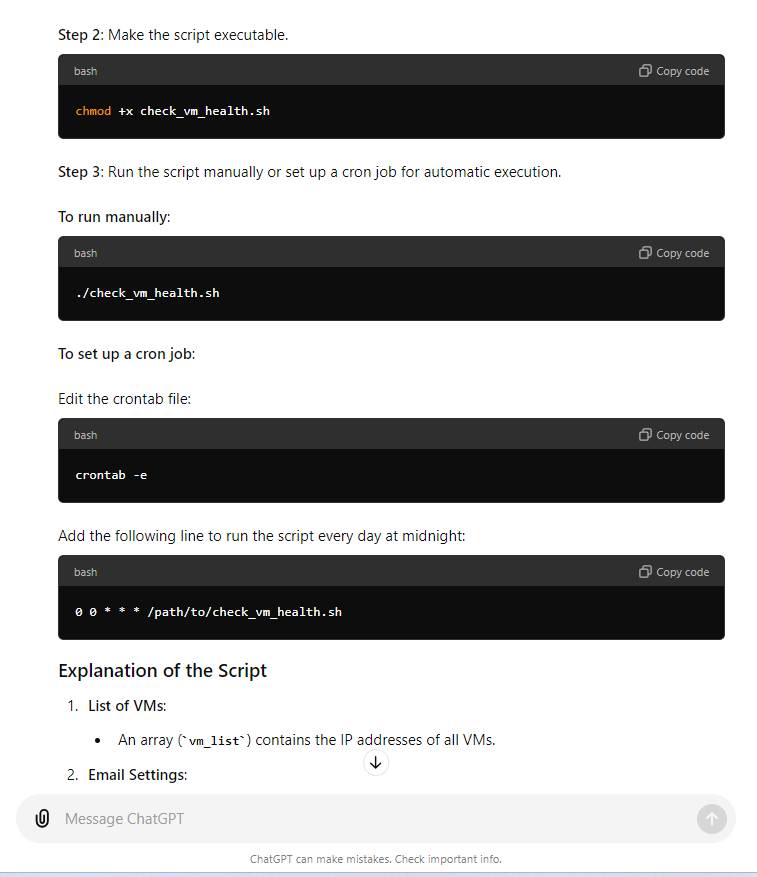 Step 2: Make the script executable.
bash Copy code
chmod +x check_vm_health.sh
Step 3: Run the script manually or set up a cron job for automatic execution.
To run manually:
bash Copy code
./check_vm_health.sh
To set up a cron job:
Edit the crontab file:
bash Copy code
crontab -e
Add the following line to run the script every day at midnight:
bash Copy code
0 0 * * * /path/to/check_vm_health.sh
Explanation of the Script
1. List of VMs:
• An array (`vm_list`) contains the IP addresses of all VMs.
2. Email Settings:
Message ChatGPT
ChatGPT can make mistakes. Check important info.